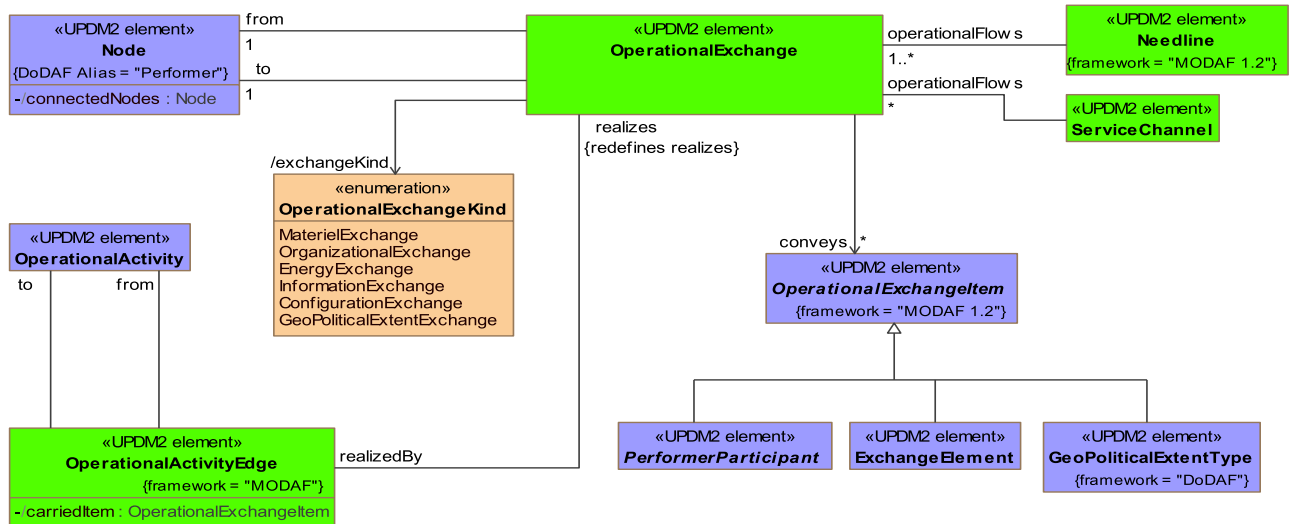 «UPDM2 element»
Node
{DoDAF Alias = "Performer"}
-/connectedNodes : Node
from
1
to
1
«UPDM2 element»
OperationalExchange
operationalFlows
1..*
operationalFlows
*
«UPDM2 element»
Needline
{framework = "MODAF 1.2"}
«UPDM2 element»
ServiceChannel
realizes
{redefines realizes}
/exchangeKind
«enumeration»
OperationalExchangeKind
MaterielExchange
OrganizationalExchange
EnergyExchange
InformationExchange
ConfigurationExchange
GeoPoliticalExtentExchange
conveys
*
«UPDM2 element»
OperationalExchangeItem
{framework = "MODAF 1.2"}
«UPDM2 element»
OperationalActivity
to
from
«UPDM2 element»
OperationalActivityEdge
{framework = "MODAF"}
-/carriedItem : OperationalExchangeItem
realizedBy
«UPDM2 element»
PerformerParticipant
«UPDM2 element»
ExchangeElement
«UPDM2 element»
GeoPoliticalExtentType
{framework = "DoDAF"}